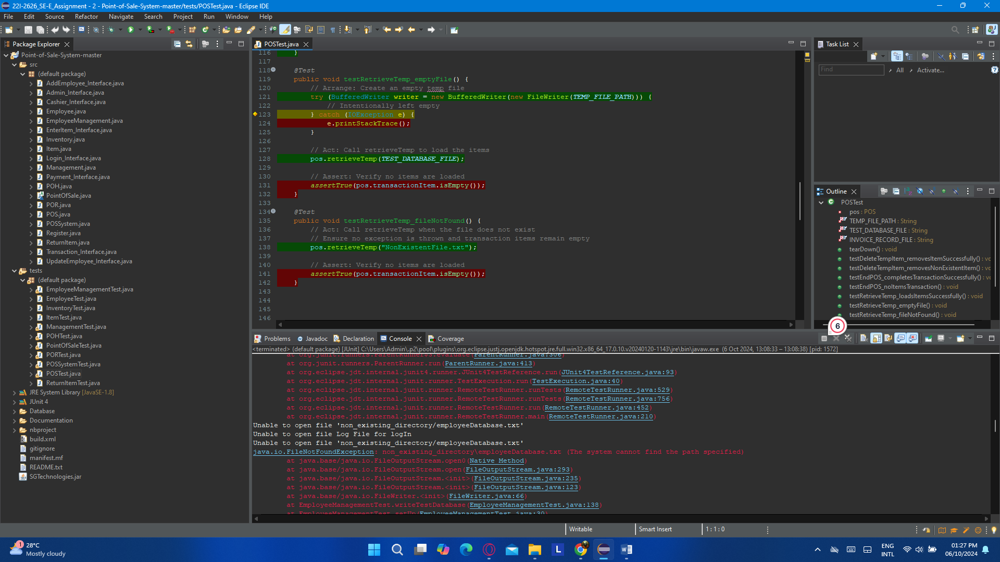 22I-2626_SE-E_Assignment - 2 - Point-of-Sale-System-master/tests/POSTest.java - Eclipse IDE
File Edit Source Refactor Navigate Search Project Run Window Help
Package Explorer
Point-of-Sale-System-master
src
(default package)
AddEmployee_Interface.java
Admin_Interface.java
Cashier_Interface.java
Employee.java
EmployeeManagement.java
EnterItem_Interface.java
Inventory.java
Item.java
Login_Interface.java
Management.java
Payment_Interface.java
POH.java
PointOfSale.java
POR.java
POS.java
POSSystem.java
Register.java
ReturnItem.java
Transaction_Interface.java
UpdateEmployee_Interface.java
tests
(default package)
EmployeeManagementTest.java
EmployeeTest.java
InventoryTest.java
ItemTest.java
ManagementTest.java
POHTest.java
PointOfSaleTest.java
PORTest.java
POSSystemTest.java
POSTest.java
ReturnItemTest.java
JRE System Library [JavaSE-1.8]
JUnit 4
Database
Documentation
nbproject
build.xml
gitignore
manifest.mf
README.txt
SGTechnologies.jar
POSTest.java
116 }
117
118 @Test
119 public void testRetrieveTemp_emptyFile() {
120 // Arrange: Create an empty temp file
121 try (BufferedWriter writer = new BufferedWriter(new FileWriter(TEMP_FILE_PATH))) {
122 // Intentionally left empty
123 } catch (IOException e) {
124 e.printStackTrace();
125 }
126
127 // Act: Call retrieveTemp to load the items
128 pos.retrieveTemp(TEST_DATABASE_FILE);
129
130 // Assert: Verify no items are loaded
131 assertTrue(pos.transactionItem.isEmpty());
132 }
133
134 @Test
135 public void testRetrieveTemp_fileNotFound() {
136 // Act: Call retrieveTemp when the file does not exist
137 // Ensure no exception is thrown and transaction items remain empty
138 pos.retrieveTemp("NonExistentFile.txt");
139
140 // Assert: Verify no items are loaded
141 assertTrue(pos.transactionItem.isEmpty());
142 }
143
144
145
146
Task List
Find All Activate...
Outline
POSTest
pos : POS
TEMP_FILE_PATH : String
TEST_DATABASE_FILE : String
INVOICE_RECORD_FILE : String
tearDown() : void
testDeleteTempItem_removesItemSuccessfully() : vo
testDeleteTempItem_removesNonExistentItem() : vo
testEndPOS_completesTransactionSuccessfully() : vo
testEndPOS_noItemsTransaction() : void
testRetrieveTemp_loadsItemsSuccessfully() : void
testRetrieveTemp_emptyFile() : void
testRetrieveTemp_fileNotFound() : void
6
Problems Javadoc Declaration Console Coverage
<terminated> (default package) [JUnit] C:\Users\Admin\.p2\pool\plugins\org.eclipse.justj.openjdk.hotspot.jre.full.win32.x86_64_17.0.10.v20240120-1143\jre\bin\javaw.exe (6 Oct 2024, 13:08:33 – 13:08:38) [pid: 1572]
at org.junit.runners.ParentRunner$3.evaluate(ParentRunner.java:306)
at org.junit.runners.ParentRunner.run(ParentRunner.java:413)
at org.eclipse.jdt.internal.junit4.runner.JUnit4TestReference.run(JUnit4TestReference.java:93)
at org.eclipse.jdt.internal.junit.runner.TestExecution.run(TestExecution.java:40)
at org.eclipse.jdt.internal.junit.runner.RemoteTestRunner.runTests(RemoteTestRunner.java:529)
at org.eclipse.jdt.internal.junit.runner.RemoteTestRunner.runTests(RemoteTestRunner.java:756)
at org.eclipse.jdt.internal.junit.runner.RemoteTestRunner.run(RemoteTestRunner.java:452)
at org.eclipse.jdt.internal.junit.runner.RemoteTestRunner.main(RemoteTestRunner.java:210)
Unable to open file 'non_existing_directory/employeeDatabase.txt'
Unable to open file Log File for logIn
Unable to open file 'non_existing_directory/employeeDatabase.txt'
java.io.FileNotFoundException: non_existing_directory\employeeDatabase.txt (The system cannot find the path specified)
at java.base/java.io.FileOutputStream.open0(Native Method)
at java.base/java.io.FileOutputStream.open(FileOutputStream.java:293)
at java.base/java.io.FileOutputStream.<init>(FileOutputStream.java:235)
at java.base/java.io.FileOutputStream.<init>(FileOutputStream.java:123)
at java.base/java.io.FileWriter.<init>(FileWriter.java:66)
at EmployeeManagementTest.writeTestDatabase(EmployeeManagementTest.java:138)
at EmployeeManagementTest.setUp(EmployeeManagementTest.java:30)
Writable Smart Insert 1 : 1 : 0
1
28°C
Mostly cloudy
ENG
INTL
01:27 PM
06/10/2024